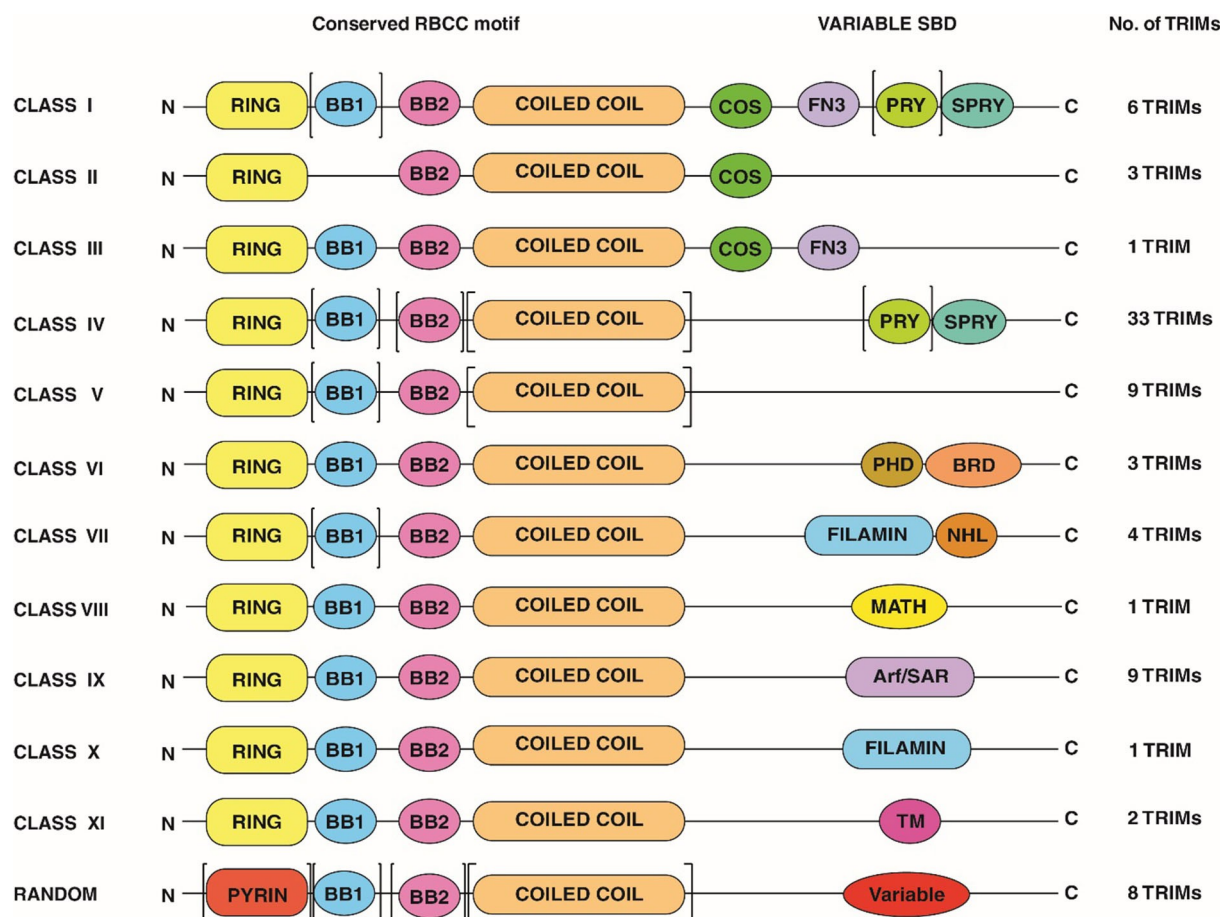 Conserved RBCC motif VARIABLE SBD No. of TRIMs
CLASS I N RING BB1 BB2 COILED COIL COS FN3 PRY SPRY C 6 TRIMs
CLASS II N RING BB2 COILED COIL COS C 3 TRIMs
CLASS III N RING BB1 BB2 COILED COIL COS FN3 C 1 TRIM
CLASS IV N RING BB1 BB2 COILED COIL PRY SPRY C 33 TRIMs
CLASS V N RING BB1 BB2 COILED COIL C 9 TRIMs
CLASS VI N RING BB1 BB2 COILED COIL PHD BRD C 3 TRIMs
CLASS VII N RING BB1 BB2 COILED COIL FILAMIN NHL C 4 TRIMs
CLASS VIII N RING BB1 BB2 COILED COIL MATH C 1 TRIM
CLASS IX N RING BB1 BB2 COILED COIL Arf/SAR C 9 TRIMs
CLASS X N RING BB1 BB2 COILED COIL FILAMIN C 1 TRIM
CLASS XI N RING BB1 BB2 COILED COIL TM C 2 TRIMs
RANDOM N PYRIN BB1 BB2 COILED COIL Variable C 8 TRIMs